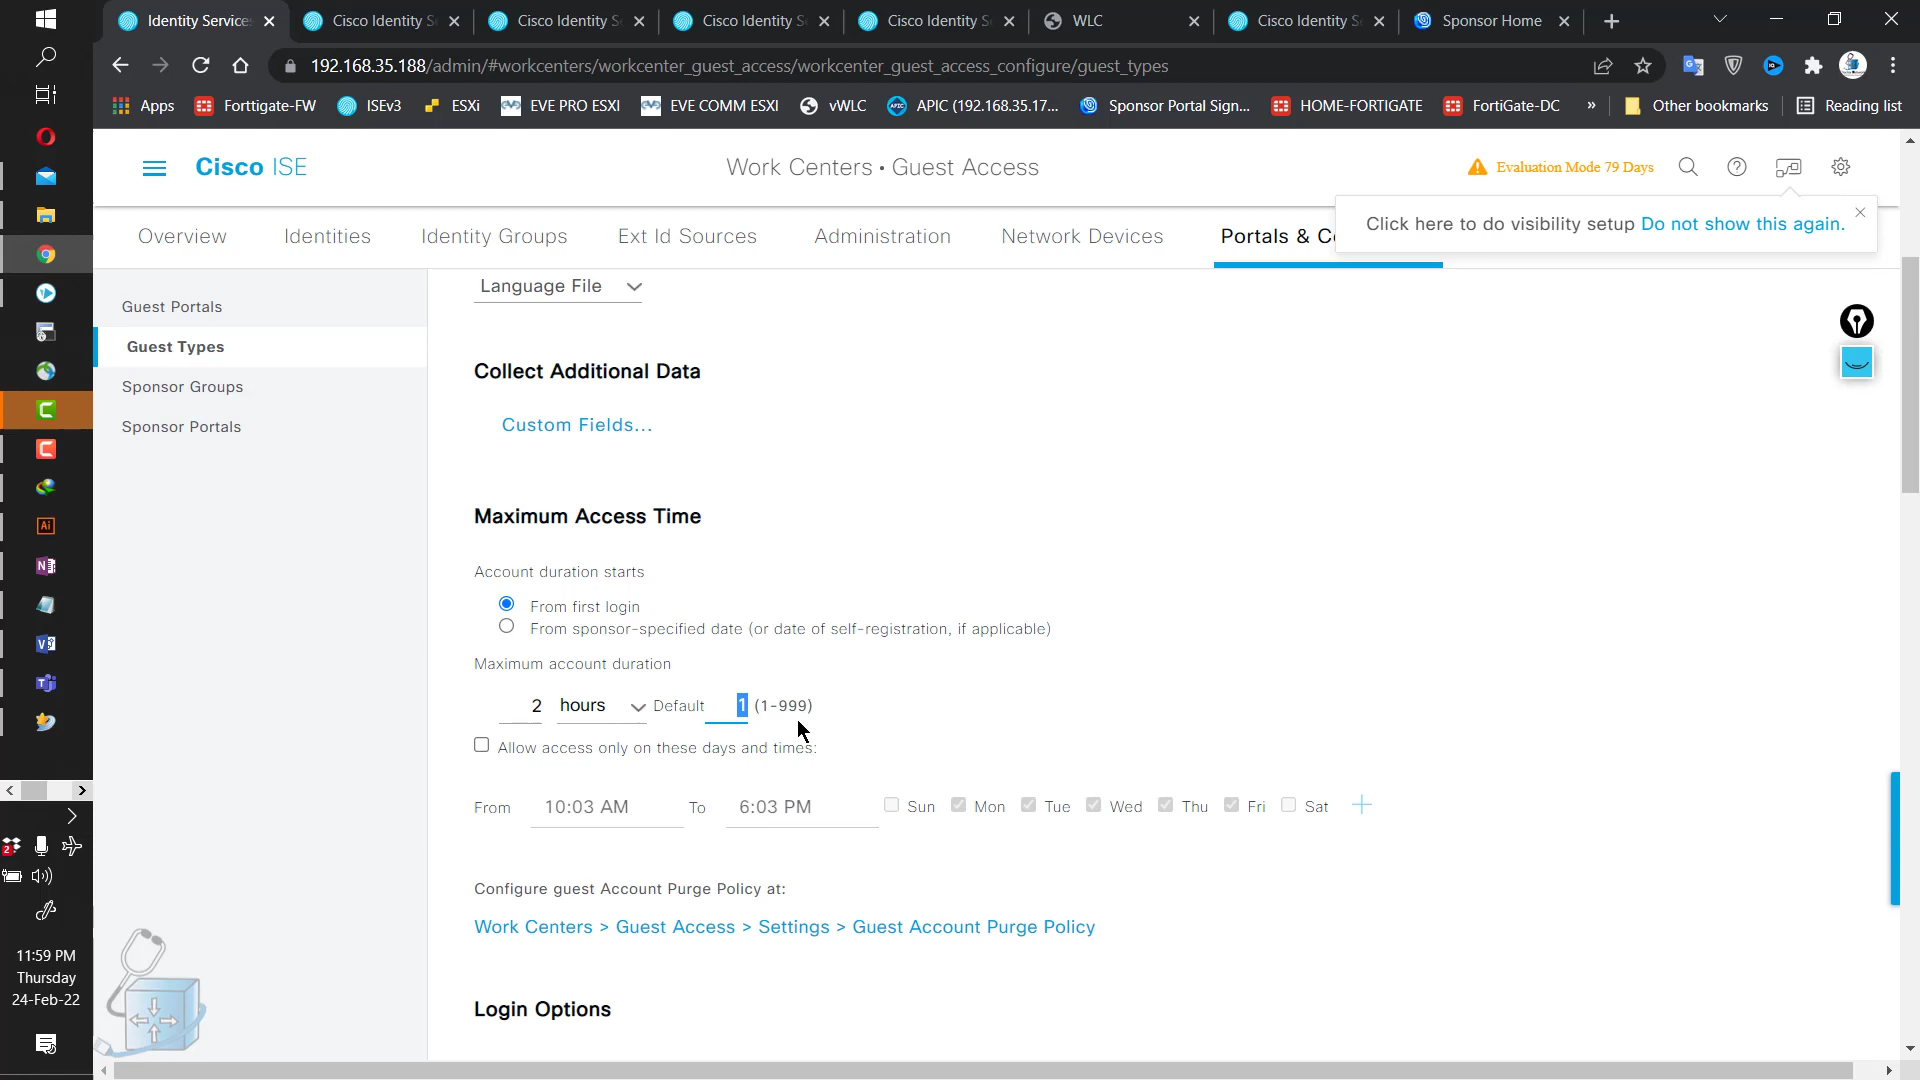 Identity Service
Cisco Identity S
Cisco Identity S
Cisco Identity S
Cisco Identity S
WLC
Cisco Identity S
Sponsor Home
192.168.35.188/admin/#workcenters/workcenter_guest_access/workcenter_guest_access_configure/guest_types
Apps
Forttigate-FW
ISEv3
ESXi
EVE PRO ESXI
EVE COMM ESXI
vWLC
APIC (192.168.35.17...
Sponsor Portal Sign...
HOME-FORTIGATE
FortiGate-DC
»
Other bookmarks
Reading list
Cisco ISE
Work Centers • Guest Access
Evaluation Mode 79 Days
Click here to do visibility setup Do not show this again.
Overview
Identities
Identity Groups
Ext Id Sources
Administration
Network Devices
Portals & C
Guest Portals
Guest Types
Sponsor Groups
Sponsor Portals
Language File
Collect Additional Data
Custom Fields...
Maximum Access Time
Account duration starts
From first login
From sponsor-specified date (or date of self-registration, if applicable)
Maximum account duration
2 hours Default 1 (1-999)
Allow access only on these days and times:
From 10:03 AM To 6:03 PM Sun Mon Tue Wed Thu Fri Sat
Configure guest Account Purge Policy at:
Work Centers > Guest Access > Settings > Guest Account Purge Policy
Login Options
11:59 PM
Thursday
24-Feb-22